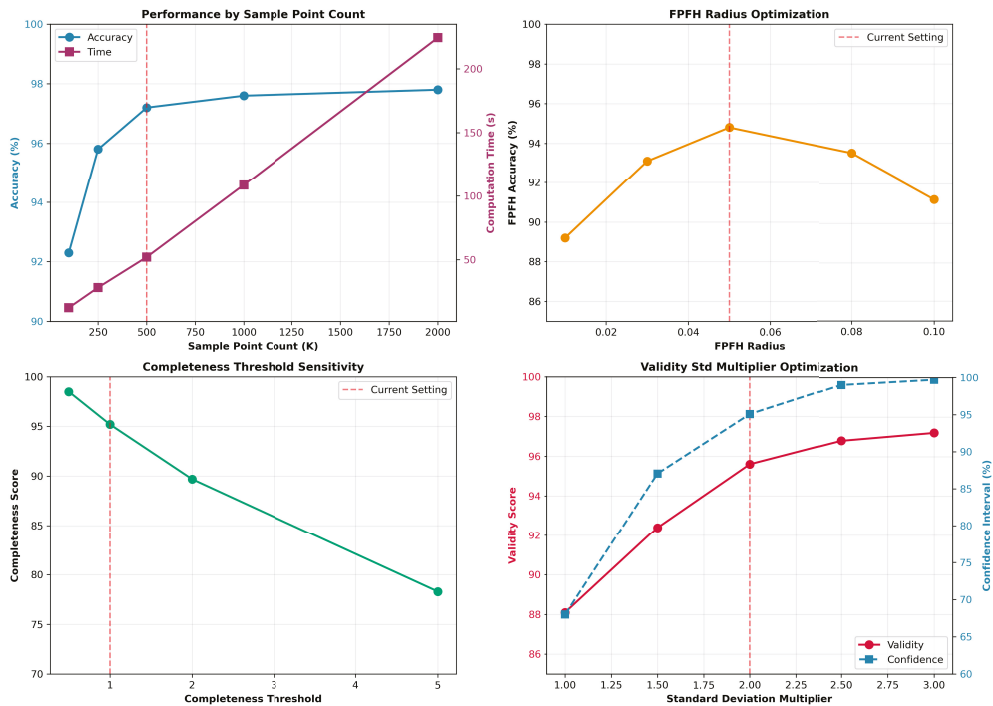 Performance by Sample Point Count
100
98
96
94
92
90
Accuracy (%)
Accuracy
Time
200
150
100
50
Computation Time (s)
250 500 750 1000 1250 1500 1750 2000
Sample Point Count (K)
FPFH Radius Optimization
100
98
96
94
92
90
88
86
FPFH Accuracy (%)
Current Setting
0.02 0.04 0.06 0.08 0.10
FPFH Radius
Completeness Threshold Sensitivity
100
95
90
85
80
75
70
Completeness Score
Current Setting
1 2 3 4 5
Completeness Threshold
Validity Std Multiplier Optimization
100
98
96
94
92
90
88
86
Validity Score
100
95
90
85
80
75
70
65
60
Confidence Interval (%)
Validity
Confidence
1.00 1.25 1.50 1.75 2.00 2.25 2.50 2.75 3.00
Standard Deviation Multiplier